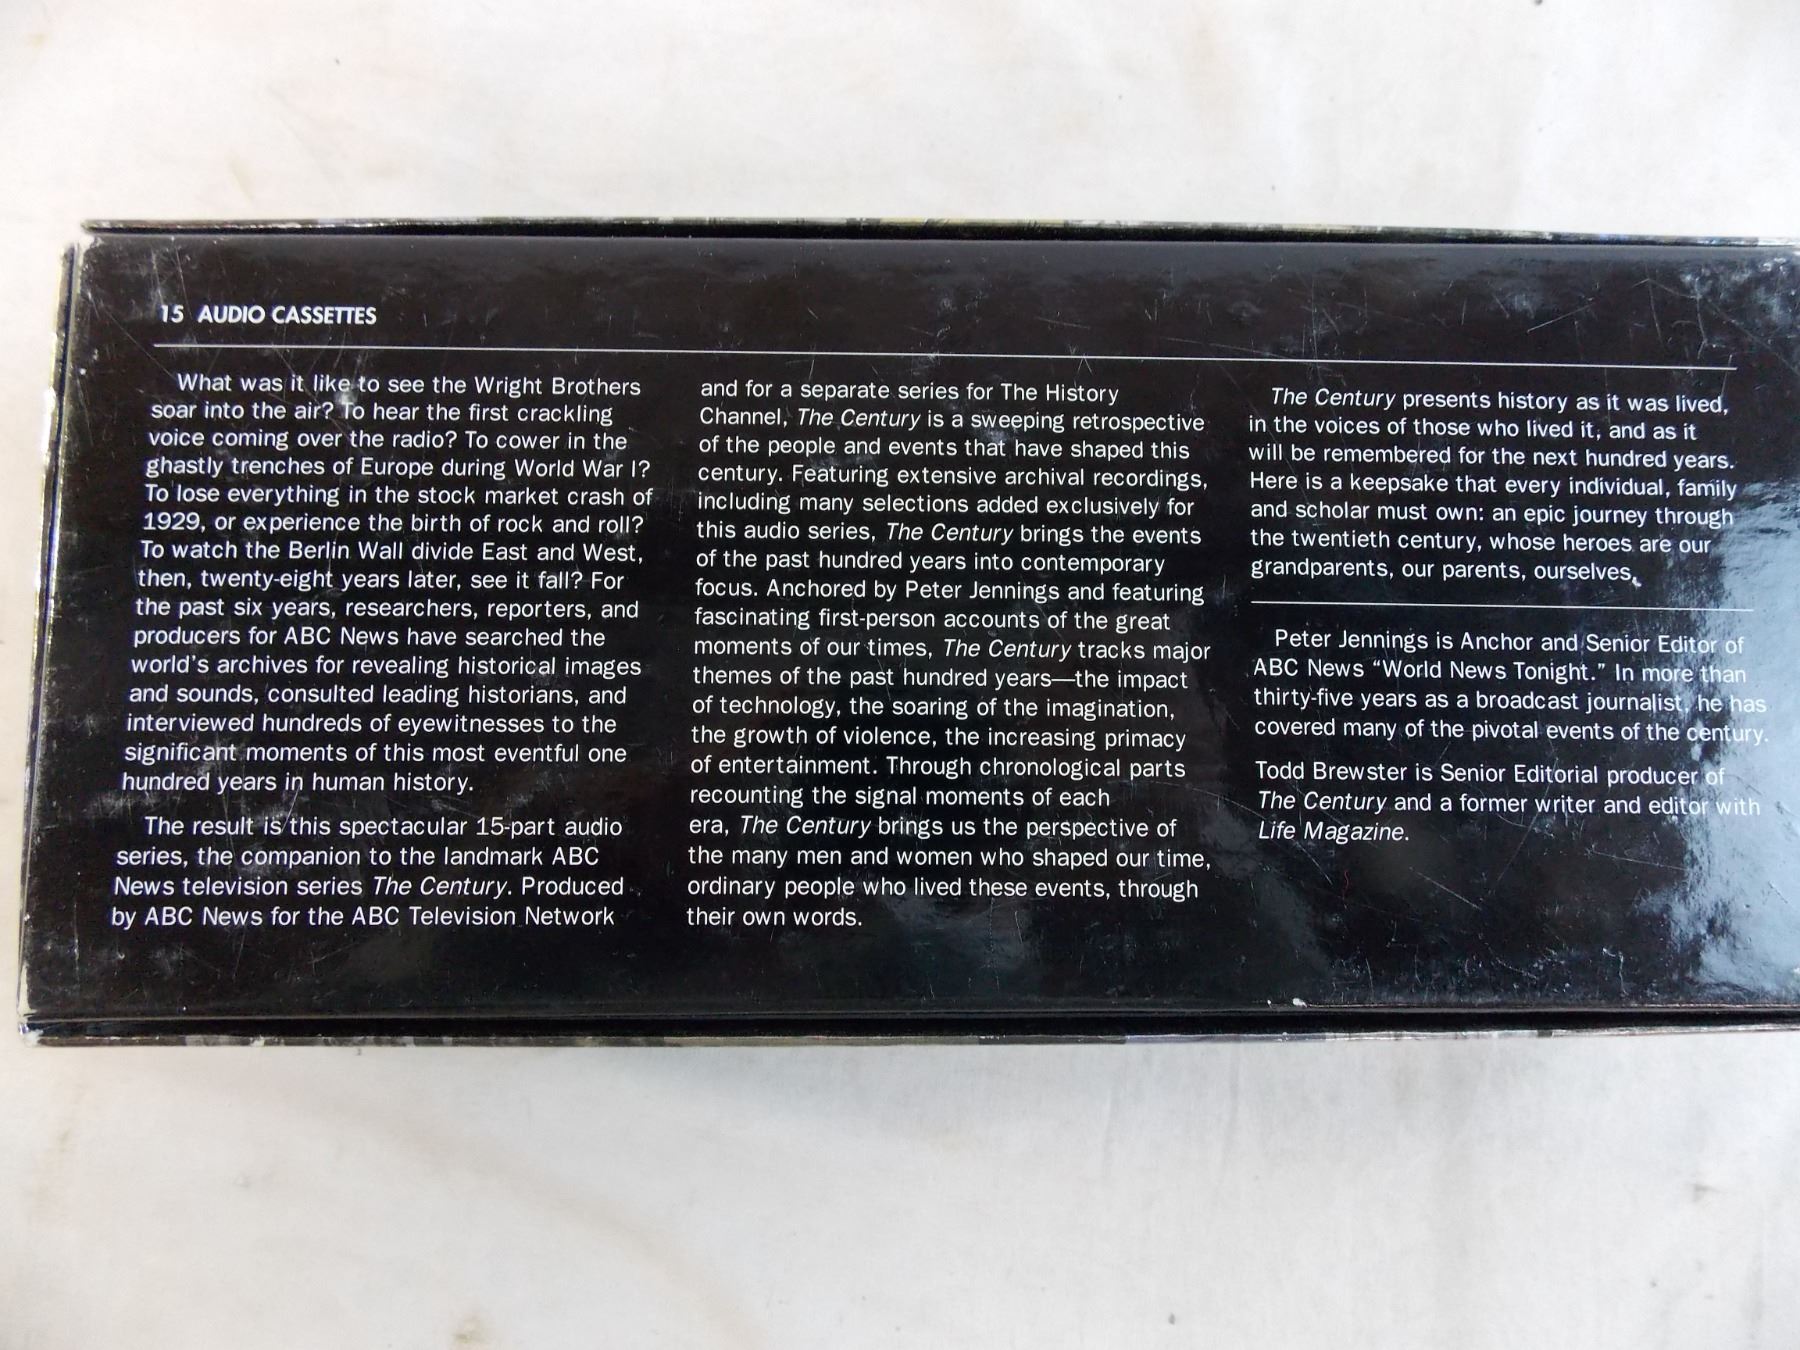 15 AUDIO CASSETTES
What was it like to see the Wright Brothers
soar into the air? To hear the first crackling
voice coming over the radio? To cower in the
ghastly trenches of Europe during World War I?
To lose everything in the stock market crash of
1929, or experience the birth of rock and roll?
To watch the Berlin Wall divide East and West,
then, twenty-eight years later, see it fall? For
the past six years, researchers, reporters, and
producers for ABC News have searched the
world's archives for revealing historical images
and sounds, consulted leading historians, and
interviewed hundreds of eyewitnesses to the
significant moments of this most eventful one
hundred years in human history.
The result is this spectacular 15-part audio
series, the companion to the landmark ABC
News television series The Century. Produced
by ABC News for the ABC Television Network
and for a separate series for The History
Channel, The Century is a sweeping retrospective
of the people and events that have shaped this
century. Featuring extensive archival recordings,
including many selections added exclusively for
this audio series, The Century brings the events
of the past hundred years into contemporary
focus. Anchored by Peter Jennings and featuring
fascinating first-person accounts of the great
moments of our times, The Century tracks major
themes of the past hundred years—the impact
of technology, the soaring of the imagination,
the growth of violence, the increasing primacy
of entertainment. Through chronological parts
recounting the signal moments of each
era, The Century brings us the perspective of
the many men and women who shaped our time,
ordinary people who lived these events, through
their own words.
The Century presents history as it was lived,
in the voices of those who lived it, and as it
will be remembered for the next hundred years.
Here is a keepsake that every individual, family
and scholar must own: an epic journey through
the twentieth century, whose heroes are our
grandparents, our parents, ourselves.
Peter Jennings is Anchor and Senior Editor of
ABC News “World News Tonight.” In more than
thirty-five years as a broadcast journalist, he has
covered many of the pivotal events of the century.
Todd Brewster is Senior Editorial producer of
The Century and a former writer and editor with
Life Magazine.